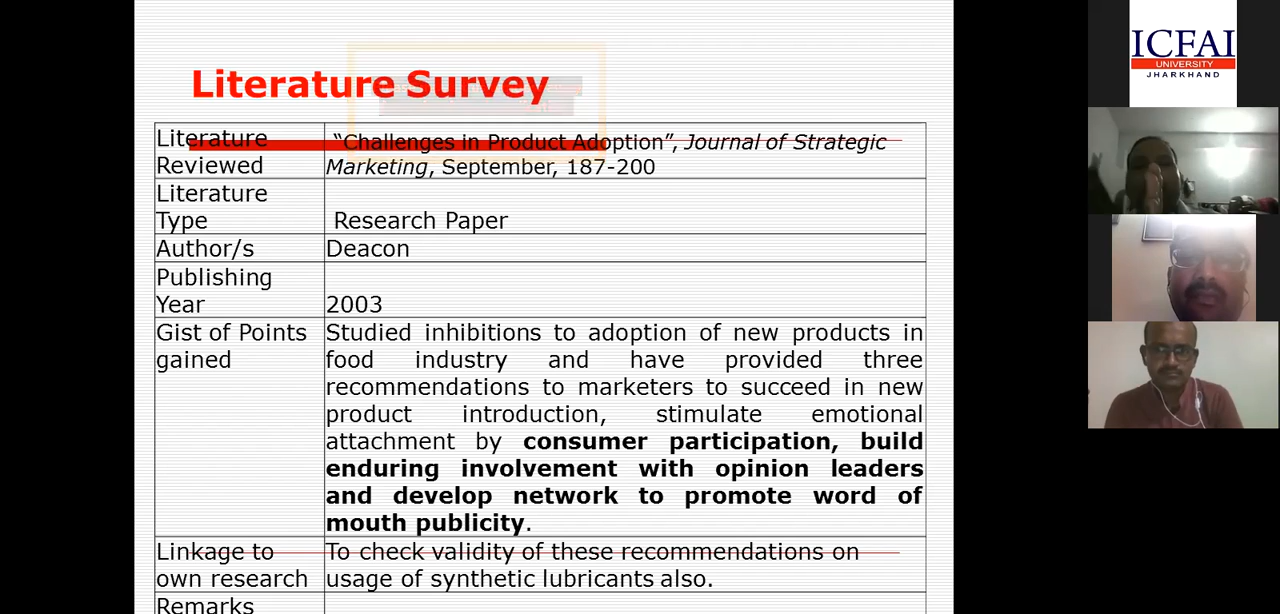 Literature Survey
Literature
Reviewed
“Challenges in Product Adoption”, Journal of Strategic
Marketing, September, 187-200
Literature
Type
Research Paper
Author/s
Deacon
Publishing
Year
2003
Gist of Points
gained
Studied inhibitions to adoption of new products in
food industry and have provided three
recommendations to marketers to succeed in new
product introduction, stimulate emotional
attachment by consumer participation, build
enduring involvement with opinion leaders
and develop network to promote word of
mouth publicity.
Linkage to
own research
To check validity of these recommendations on
usage of synthetic lubricants also.
Remarks
ICFAI
UNIVERSITY
JHARKHAND